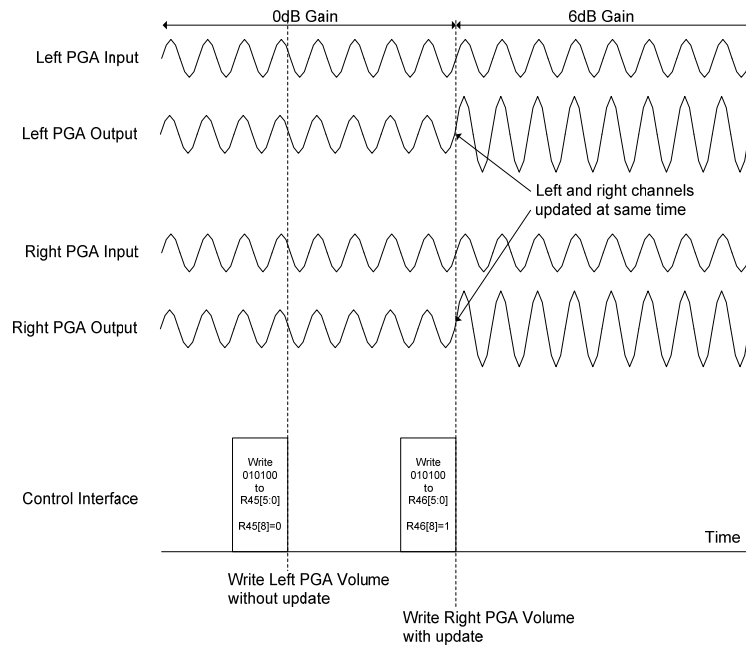 0dB Gain
6dB Gain
Left PGA Input
Left PGA Output
Left and right channels
updated at same time
Right PGA Input
Right PGA Output
Control Interface
Write
010100
to
R45[5:0]
R45[8]=0
Write
010100
to
R46[5:0]
R46[8]=1
Time
Write Left PGA Volume
without update
Write Right PGA Volume
with update